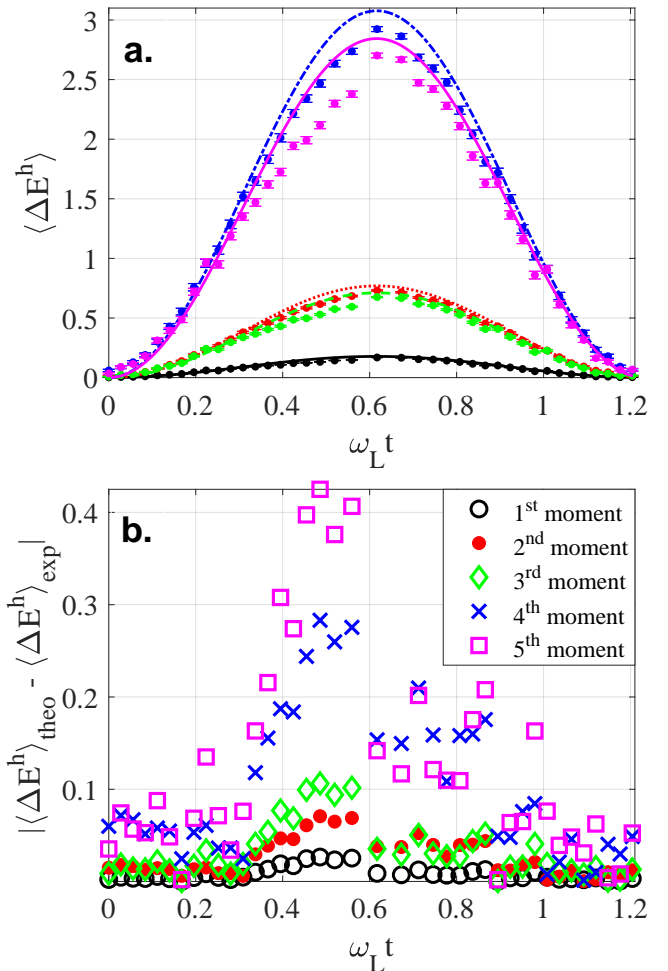 a.
3
2.5
2
1.5
1
0.5
0
⟨ΔE^h⟩
0 0.2 0.4 0.6 0.8 1 1.2
ω_L t
b.
0.4
0.3
0.2
0.1
|⟨ΔE^h⟩_theo - ⟨ΔE^h⟩_exp|
1^st moment
2^nd moment
3^rd moment
4^th moment
5^th moment
0 0.2 0.4 0.6 0.8 1 1.2
ω_L t